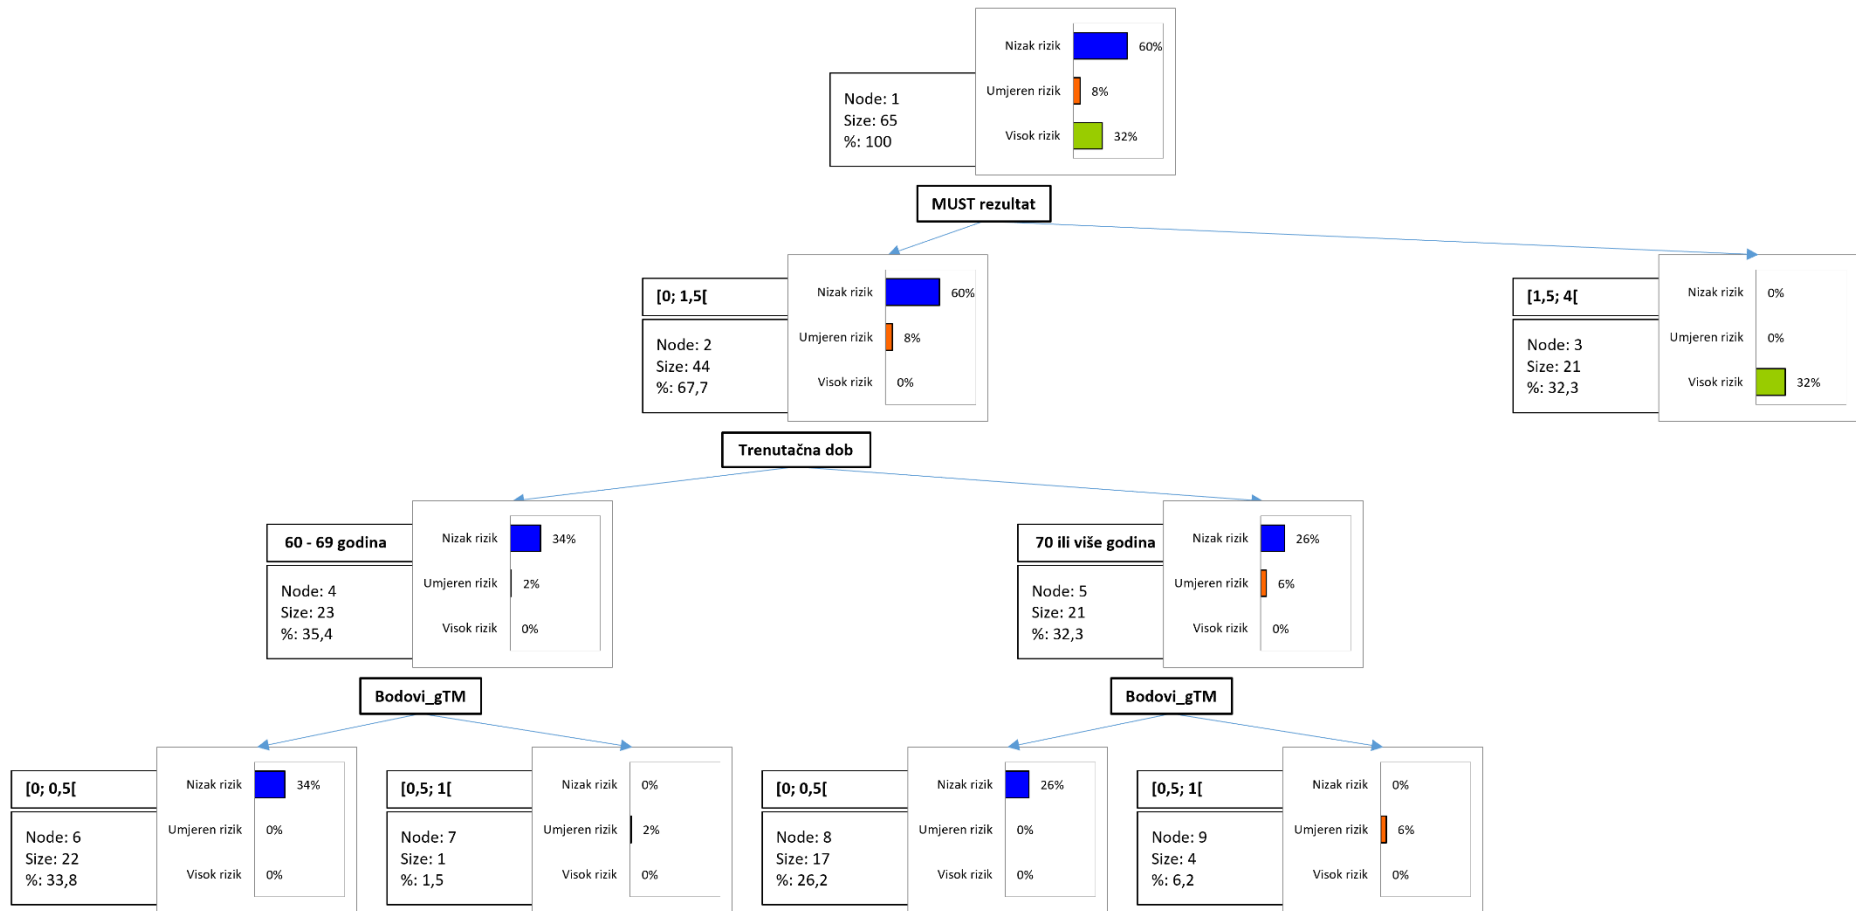 Nizak rizik 60%
Umjeren rizik 8%
Visok rizik 32%
Node: 1
Size: 65
%: 100
MUST rezultat
[0; 1,5[
Node: 2
Size: 44
%: 67,7
Nizak rizik 60%
Umjeren rizik 8%
Visok rizik 0%
[1,5; 4[
Node: 3
Size: 21
%: 32,3
Nizak rizik 0%
Umjeren rizik 0%
Visok rizik 32%
Trenutačna dob
60 - 69 godina
Node: 4
Size: 23
%: 35,4
Nizak rizik 34%
Umjeren rizik 2%
Visok rizik 0%
70 ili više godina
Node: 5
Size: 21
%: 32,3
Nizak rizik 26%
Umjeren rizik 6%
Visok rizik 0%
Bodovi_gTM
Bodovi_gTM
[0; 0,5[
Node: 6
Size: 22
%: 33,8
Nizak rizik 34%
Umjeren rizik 0%
Visok rizik 0%
[0,5; 1[
Node: 7
Size: 1
%: 1,5
Nizak rizik 0%
Umjeren rizik 2%
Visok rizik 0%
[0; 0,5[
Node: 8
Size: 17
%: 26,2
Nizak rizik 26%
Umjeren rizik 0%
Visok rizik 0%
[0,5; 1[
Node: 9
Size: 4
%: 6,2
Nizak rizik 0%
Umjeren rizik 6%
Visok rizik 0%